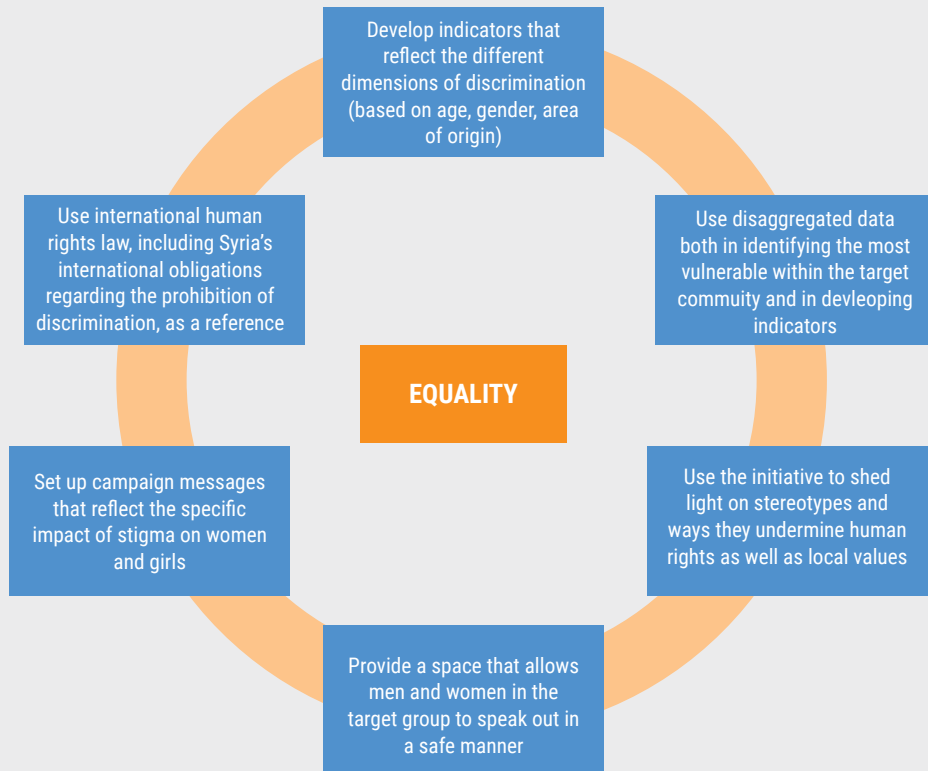 Develop indicators that
reflect the different
dimensions of discrimination
(based on age, gender, area
of origin)
Use international human
rights law, including Syria's
international obligations
regarding the prohibition of
discrimination, as a reference
Use disaggregated data
both in identifying the most
vulnerable within the target
commuity and in devleoping
indicators
EQUALITY
Set up campaign messages
that reflect the specific
impact of stigma on women
and girls
Use the initiative to shed
light on stereotypes and
ways they undermine human
rights as well as local values
Provide a space that allows
men and women in the
target group to speak out in
a safe manner